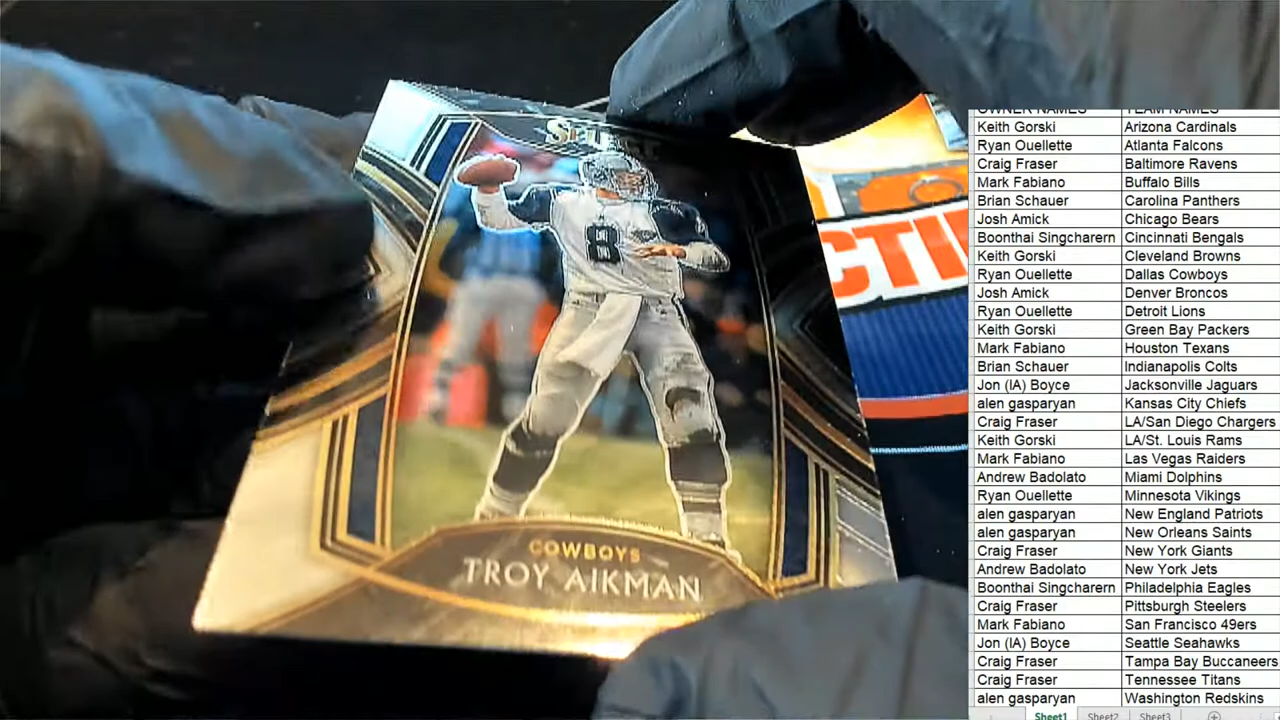 SELECT
8
CTI
COWBOYS
TROY AIKMAN
OWNER NAMES TEAM NAMES
Keith Gorski Arizona Cardinals
Ryan Ouellette Atlanta Falcons
Craig Fraser Baltimore Ravens
Mark Fabiano Buffalo Bills
Brian Schauer Carolina Panthers
Josh Amick Chicago Bears
Boonthai Singcharern Cincinnati Bengals
Keith Gorski Cleveland Browns
Ryan Ouellette Dallas Cowboys
Josh Amick Denver Broncos
Ryan Ouellette Detroit Lions
Keith Gorski Green Bay Packers
Mark Fabiano Houston Texans
Brian Schauer Indianapolis Colts
Jon (IA) Boyce Jacksonville Jaguars
alen gasparyan Kansas City Chiefs
Craig Fraser LA/San Diego Chargers
Keith Gorski LA/St. Louis Rams
Mark Fabiano Las Vegas Raiders
Andrew Badolato Miami Dolphins
Ryan Ouellette Minnesota Vikings
alen gasparyan New England Patriots
alen gasparyan New Orleans Saints
Craig Fraser New York Giants
Andrew Badolato New York Jets
Boonthai Singcharern Philadelphia Eagles
Craig Fraser Pittsburgh Steelers
Mark Fabiano San Francisco 49ers
Jon (IA) Boyce Seattle Seahawks
Craig Fraser Tampa Bay Buccaneers
Craig Fraser Tennessee Titans
alen gasparyan Washington Redskins
Sheet1 Sheet2 Sheet3